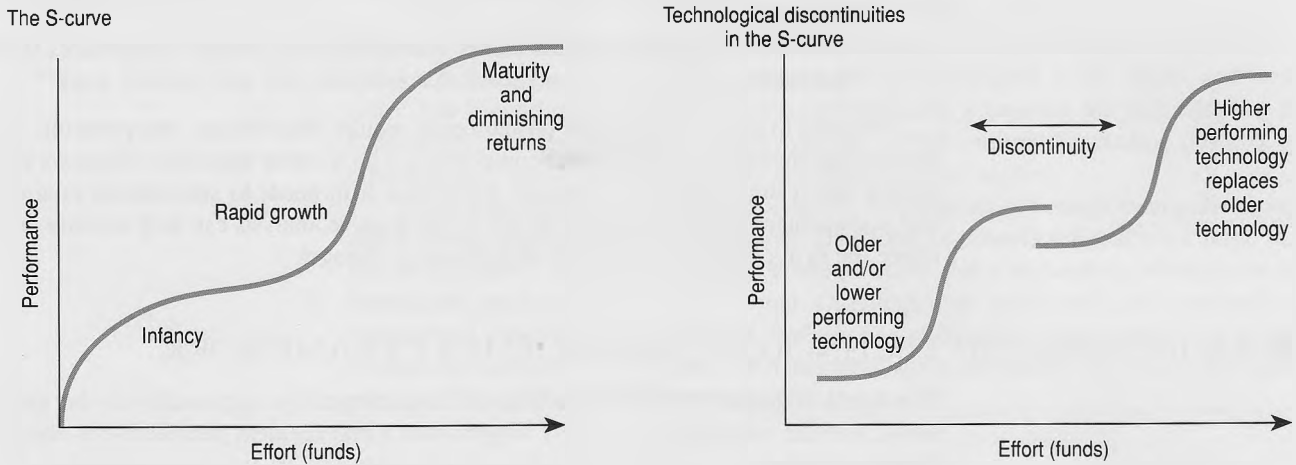 The S-curve
Performance
Infancy
Rapid growth
Maturity
and
diminishing
returns
Effort (funds)
Technological discontinuities
in the S-curve
Performance
Older
and/or
lower
performing
technology
Discontinuity
Higher
performing
technology
replaces
older
technology
Effort (funds)